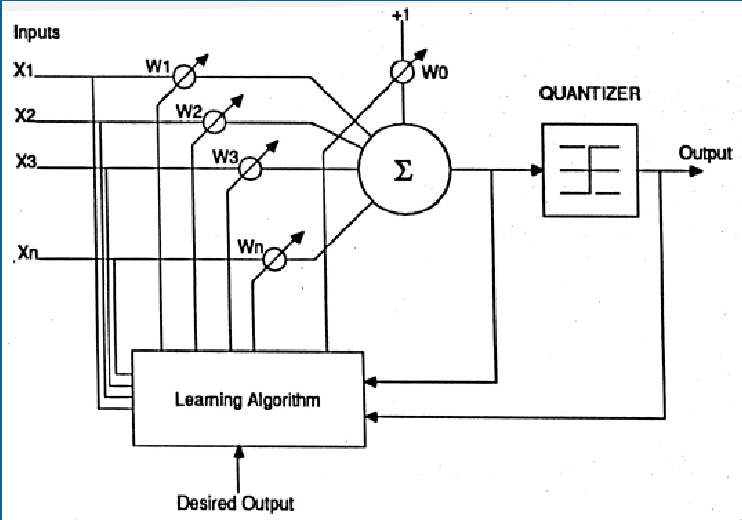 +1
Inputs
X1
W1
W0
X2
W2
QUANTIZER
X3
W3
Σ
Output
Xn
Wn
Learning Algorithm
Desired Output